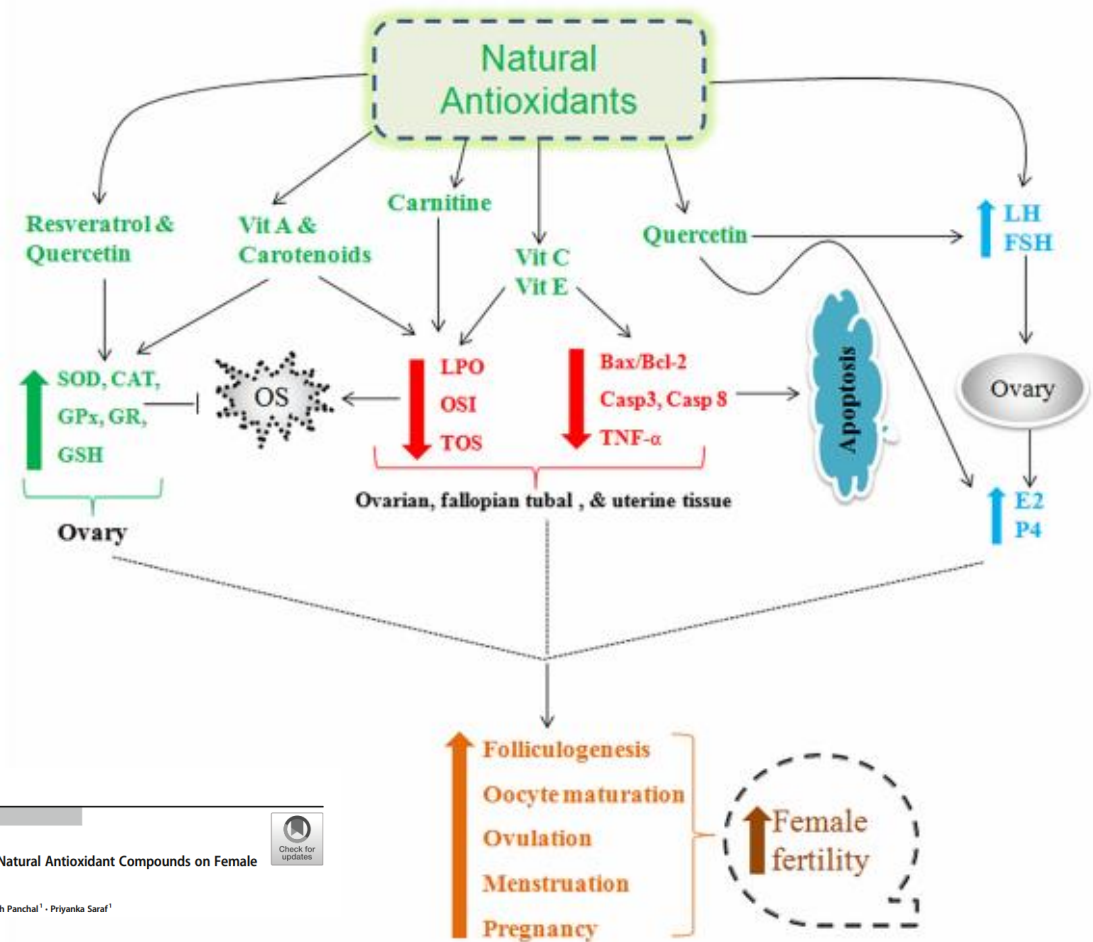 Natural
Antioxidants
Resveratrol &
Quercetin
Vit A &
Carotenoids
Carnitine
Vit C
Vit E
Quercetin
LH
FSH
SOD, CAT,
GPx, GR,
GSH
OS
LPO
OSI
TOS
Bax/Bcl-2
Casp3, Casp 8
TNF-α
Apoptosis
Ovary
E2
P4
Ovary
Ovarian, fallopian tubal , & uterine tissue
Folliculogenesis
Oocyte maturation
Ovulation
Menstruation
Pregnancy
Female
fertility
Check for
updates
Natural Antioxidant Compounds on Female
h Panchal1 · Priyanka Saraf1